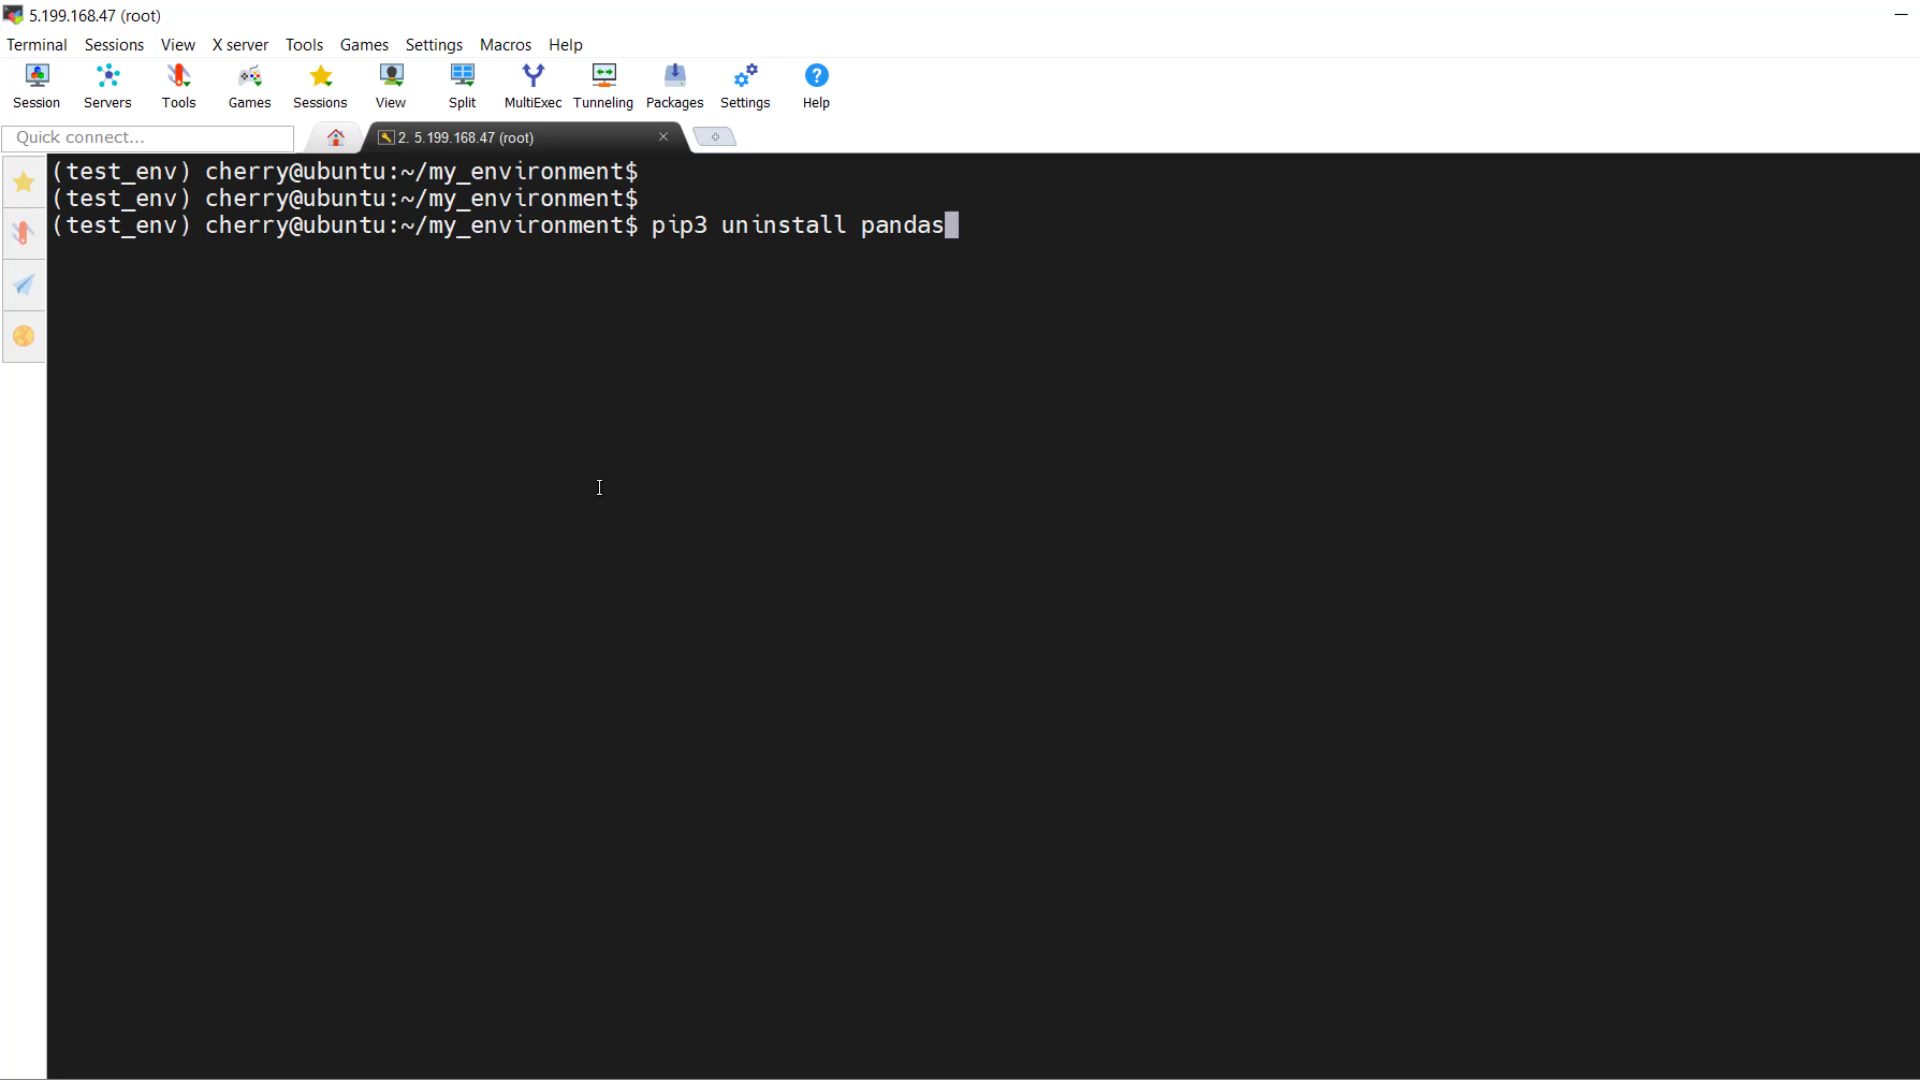 5.199.168.47 (root)
Terminal Sessions View X server Tools Games Settings Macros Help
Session Servers Tools Games Sessions View Split MultiExec Tunneling Packages Settings Help
Quick connect... 2. 5.199.168.47 (root)
(test_env) cherry@ubuntu:~/my_environment$
(test_env) cherry@ubuntu:~/my_environment$
(test_env) cherry@ubuntu:~/my_environment$ pip3 uninstall pandas